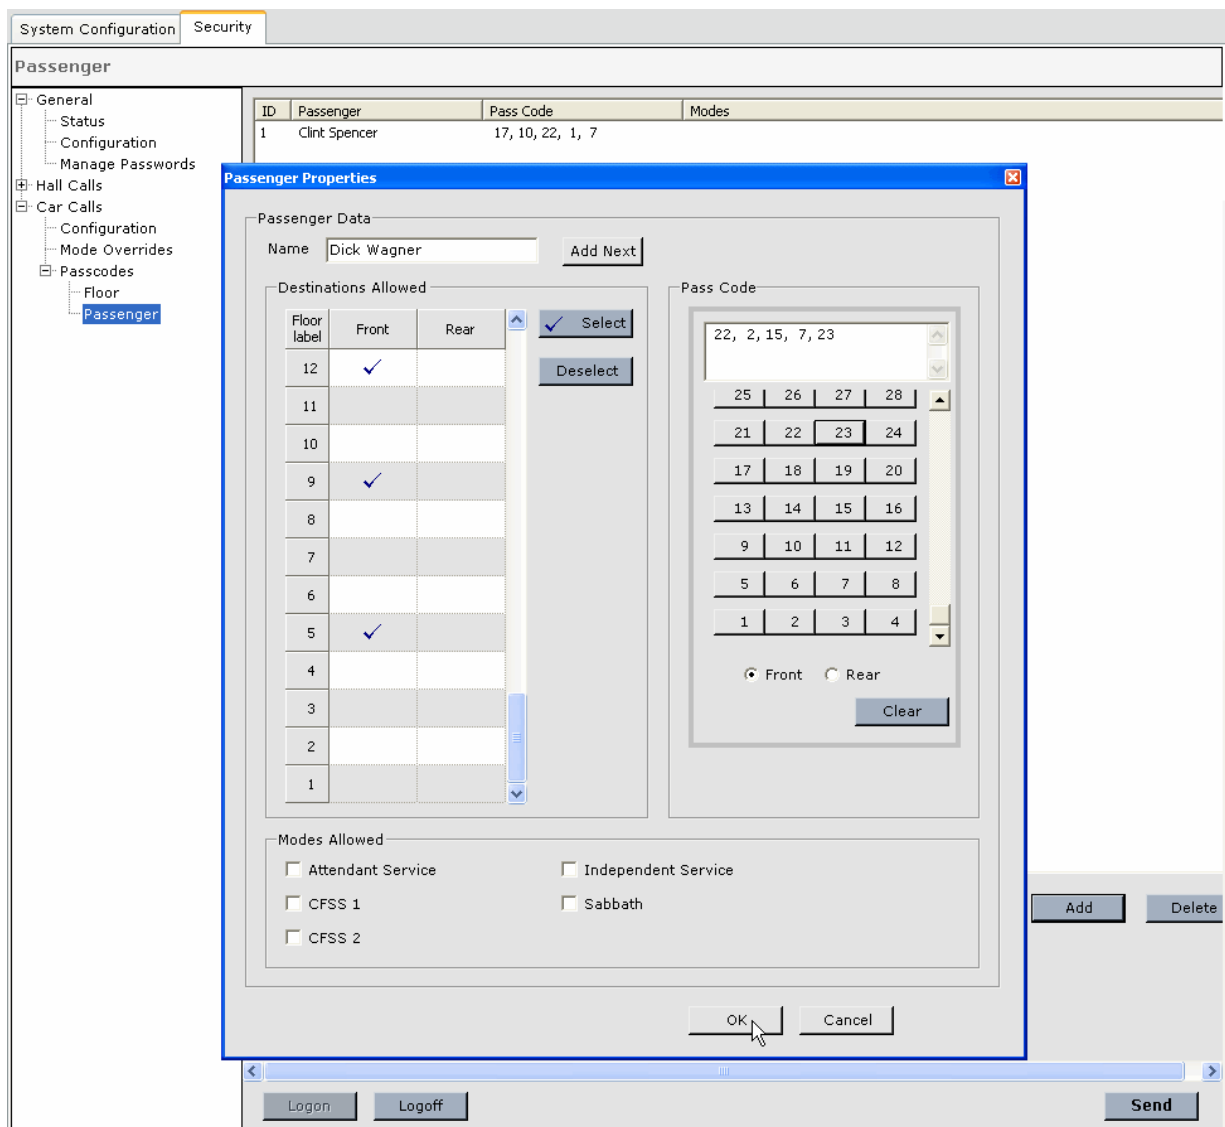 System Configuration Security
Passenger
General
Status
Configuration
Manage Passwords
Hall Calls
Car Calls
Configuration
Mode Overrides
Passcodes
Floor
Passenger
ID Passenger Pass Code Modes
1 Clint Spencer 17, 10, 22, 1, 7
Passenger Properties
Passenger Data
Name Dick Wagner Add Next
Destinations Allowed
Floor label Front Rear
12
11
10
9
8
7
6
5
4
3
2
1
Select
Deselect
Pass Code
22, 2, 15, 7, 23
25 26 27 28
21 22 23 24
17 18 19 20
13 14 15 16
9 10 11 12
5 6 7 8
1 2 3 4
Front Rear
Clear
Modes Allowed
Attendant Service Independent Service
CFSS 1 Sabbath
CFSS 2
OK Cancel
Add Delete
Logon Logoff Send